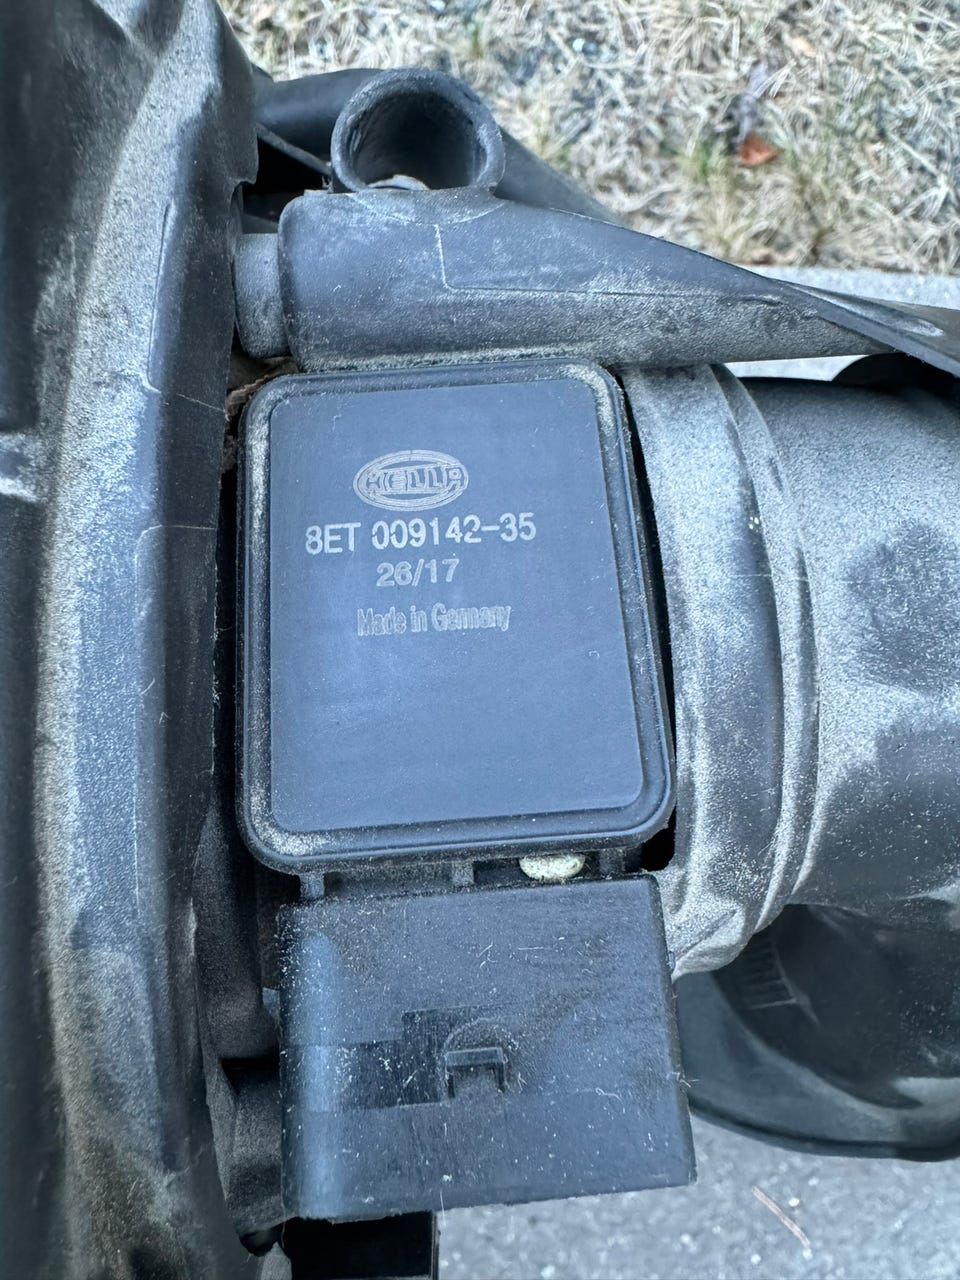 HELLA
8ET 009142-35
26/17
Made in Germany